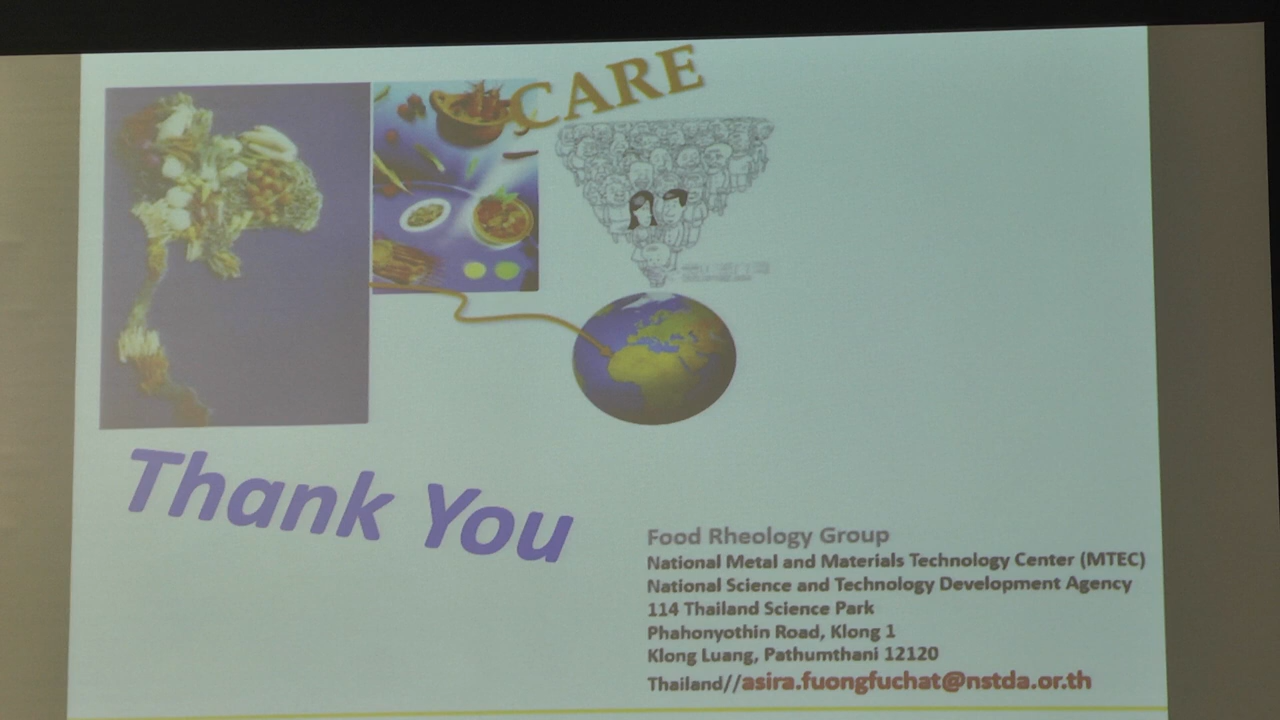 CARE
Thank You
Food Rheology Group
National Metal and Materials Technology Center (MTEC)
National Science and Technology Development Agency
114 Thailand Science Park
Phahonyothin Road, Klong 1
Klong Luang, Pathumthani 12120
Thailand//asira.fuongfuchat@nstda.or.th